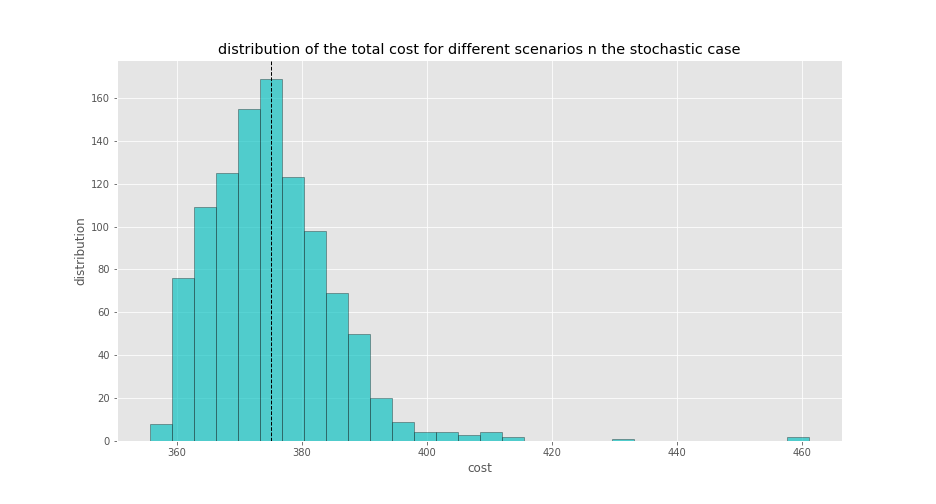 distribution of the total cost for different scenarios n the stochastic case
160
140
120
100
80
60
40
20
0
distribution
360 380 400 420 440 460
cost